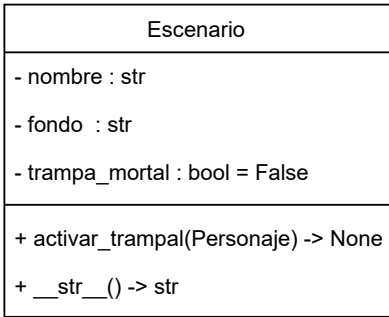 Escenario
- nombre : str
- fondo : str
- trampa_mortal : bool = False
+ activar_trampal(Personaje) -> None
+ __str__() -> str